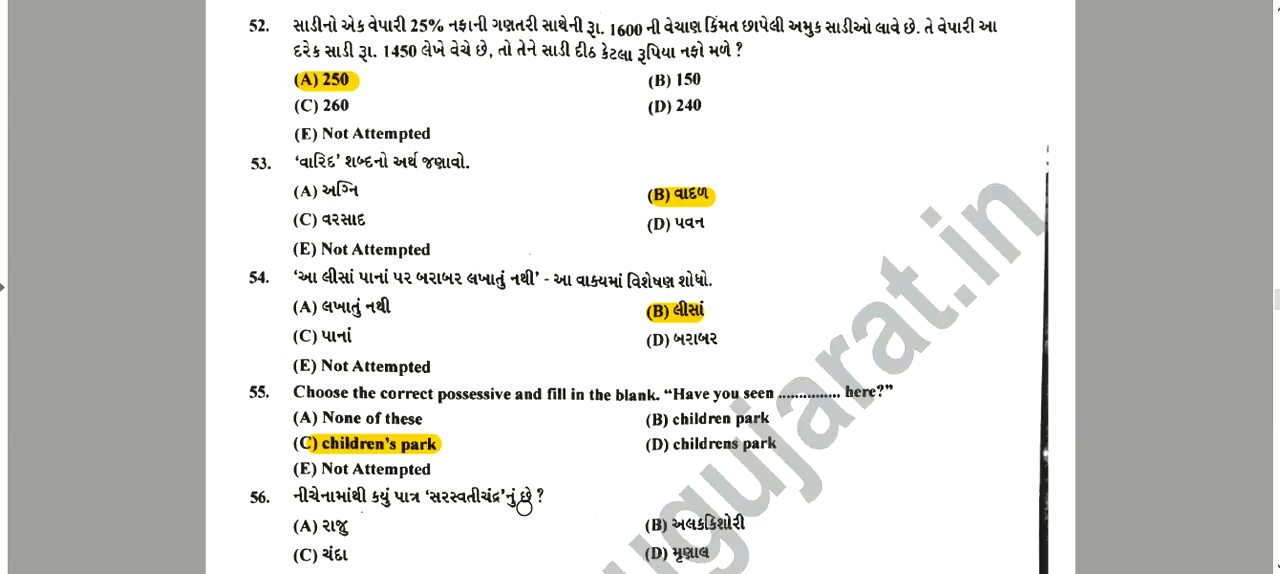 52. સાડીનો એક વેપારી 25% નફાની ગણતરી સાથેની રૂા. 1600 ની વેચાણ કિંમત છાપેલી અમુક સાડીઓ લાવે છે. તે વેપારી આ
દરેક સાડી રૂા. 1450 લેખે વેચે છે, તો તેને સાડી દીઠ કેટલા રૂપિયા નફો મળે ?
(A) 250 (B) 150
(C) 260 (D) 240
(E) Not Attempted
53. ‘વારિદ’ શબ્દનો અર્થ જણાવો.
(A) અગ્નિ (B) વાદળ
(C) વરસાદ (D) પવન
(E) Not Attempted
54. ‘આ લીસાં પાનાં પર બરાબર લખાતું નથી’ - આ વાક્યમાં વિશેષણ શોધો.
(A) લખાતું નથી (B) લીસાં
(C) પાનાં (D) બરાબર
(E) Not Attempted
55. Choose the correct possessive and fill in the blank. “Have you seen ............... here?”
(A) None of these (B) children park
(C) children’s park (D) childrens park
(E) Not Attempted
56. નીચેનામાંથી કયું પાત્ર ‘સરસ્વતીચંદ્ર’નું છે ?
(A) રાજુ (B) અલકકિશોરી
(C) ચંદા (D) મૃણાલ
ugujarat.in